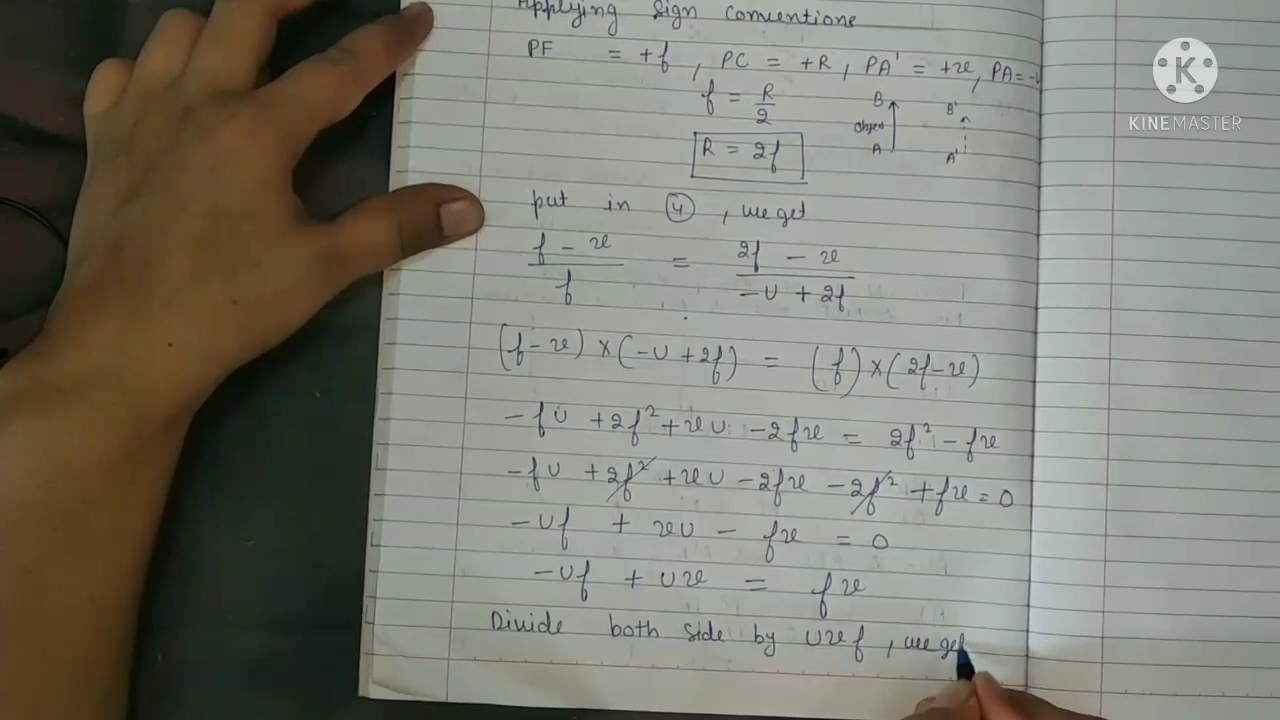 Applying Sign Conventions
PF = +f, PC = +R, PA' = +v, PA = -u
f = R/2
R = 2f
B
Object
A
B'
A'
put in ④, we get
f - v / f = 2f - v / -u + 2f
(f - v) × (-u + 2f) = (f) × (2f - v)
-fu + 2f² + vu - 2fv = 2f² - fv
-fu + 2f² + vu - 2fv - 2f² + fv = 0
-uf + vu - fv = 0
-uf + uv = fv
Divide both side by uvf, we get
KINEMASTER